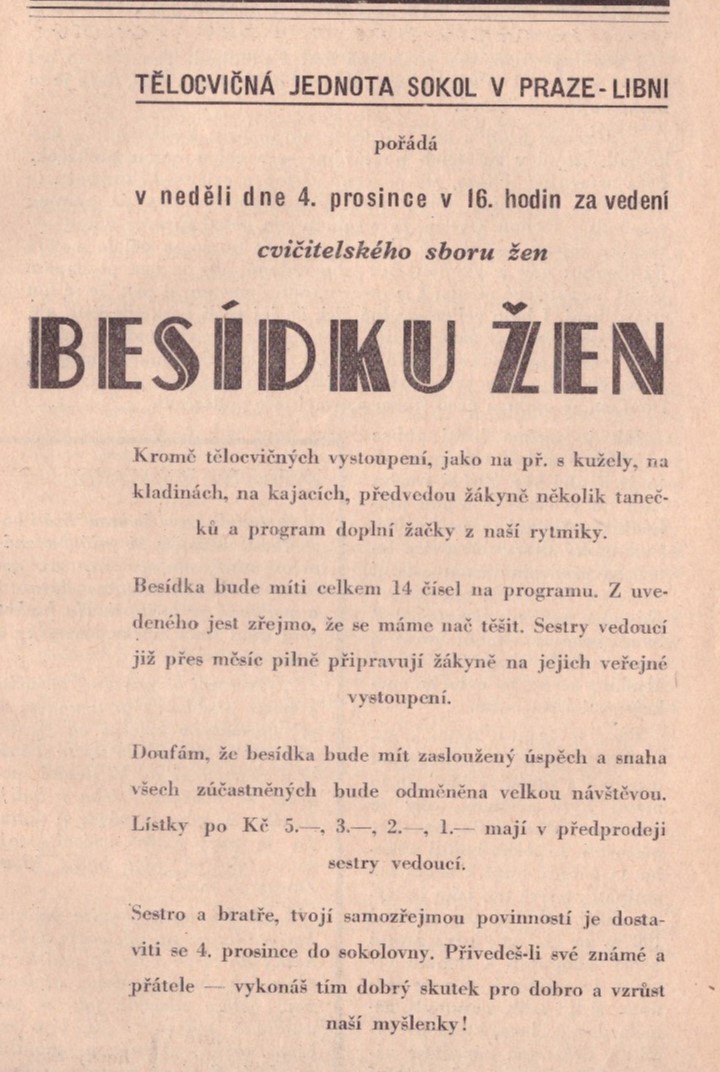 TĚLOCVIČNÁ JEDNOTA SOKOL V PRAZE-LIBNI
pořádá
v neděli dne 4. prosince v 16. hodin za vedení
cvičitelského sboru žen
BESÍDKU ŽEN
Kromě tělocvičných vystoupení, jako na př. s kužely, na
kladinách, na kajacích, předvedou žákyně několik taneč-
ků a program doplní žačky z naší rytmiky.
Besídka bude míti celkem 14 čísel na programu. Z uve-
deného jest zřejmo, že se máme nač těšit. Sestry vedoucí
již přes měsíc pilně připravují žákyně na jejich veřejné
vystoupení.
Doufám, že besídka bude mít zasloužený úspěch a snaha
všech zúčastněných bude odměněna velkou návštěvou.
Lístky po Kč 5.—, 3.—, 2.—, 1.— mají v předprodeji
sestry vedoucí.
Sestro a bratře, tvojí samozřejmou povinností je dosta-
viti se 4. prosince do sokolovny. Přivedeš-li své známé a
přátele — vykonáš tím dobrý skutek pro dobro a vzrůst
naší myšlenky!